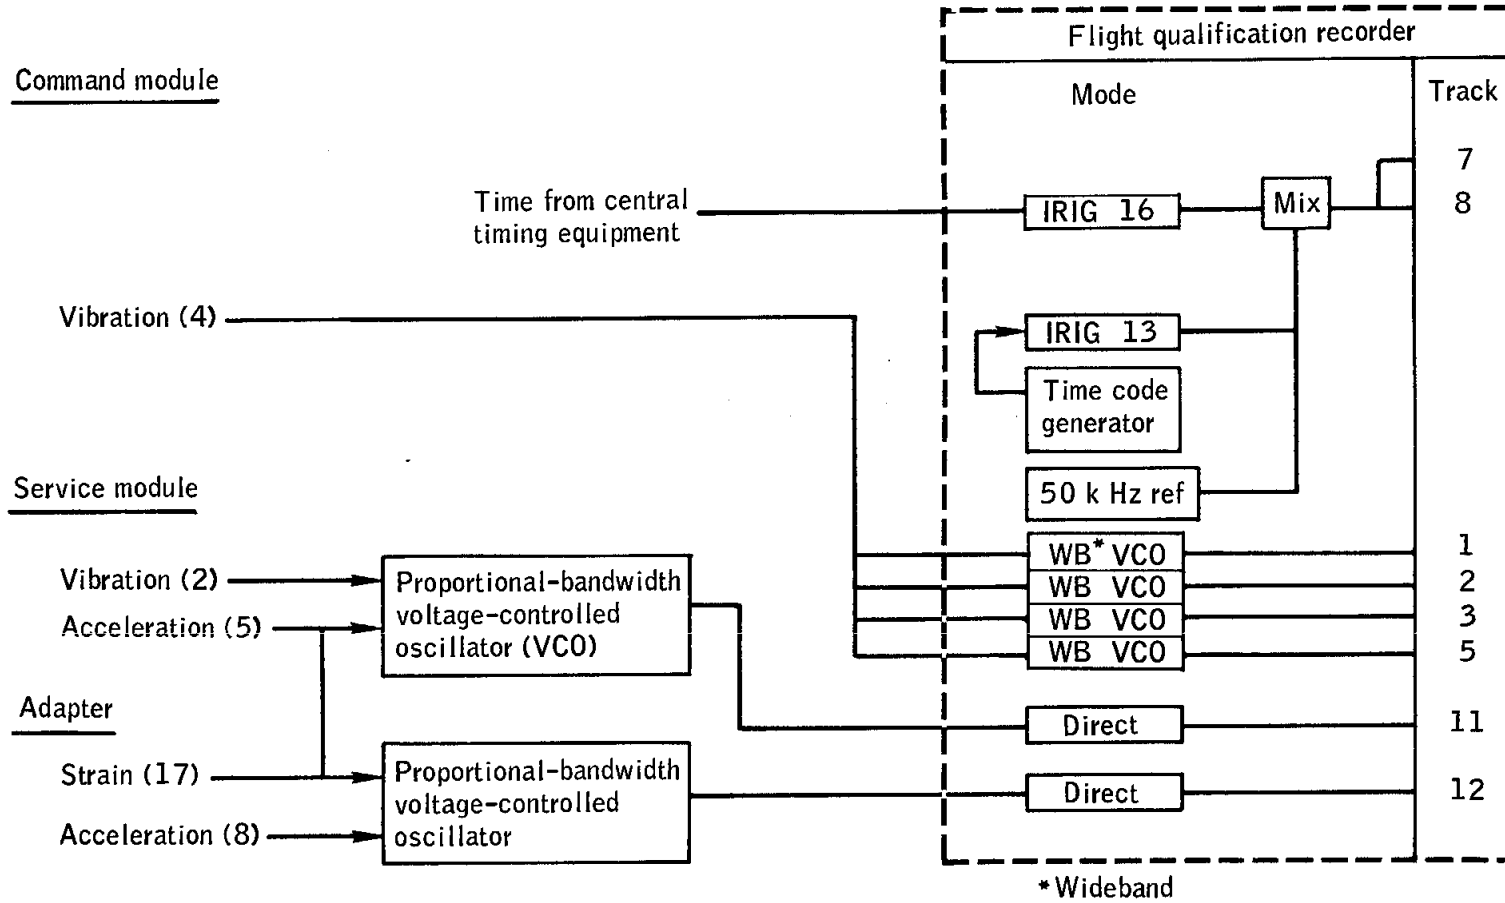 Flight qualification recorder
Command module
Mode
Track
7
Time from central
timing equipment
IRIG 16
Mix
8
Vibration (4)
IRIG 13
Time code
generator
Service module
50 k Hz ref
WB* VCO
1
Vibration (2)
Proportional-bandwidth
voltage-controlled
oscillator (VCO)
WB VCO
2
Acceleration (5)
WB VCO
3
WB VCO
5
Adapter
Direct
11
Strain (17)
Proportional-bandwidth
voltage-controlled
oscillator
Direct
12
Acceleration (8)
*Wideband